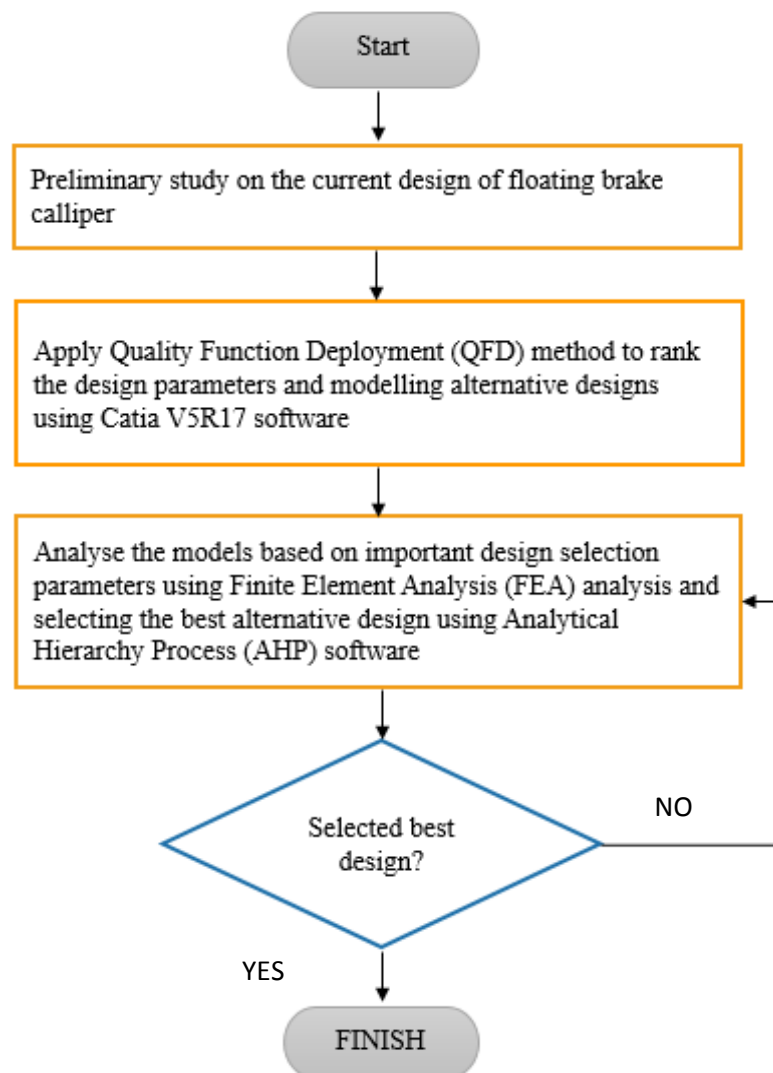 Start
Preliminary study on the current design of floating brake
calliper
Apply Quality Function Deployment (QFD) method to rank
the design parameters and modelling alternative designs
using Catia V5R17 software
Analyse the models based on important design selection
parameters using Finite Element Analysis (FEA) analysis and
selecting the best alternative design using Analytical
Hierarchy Process (AHP) software
Selected best
design?
NO
YES
FINISH